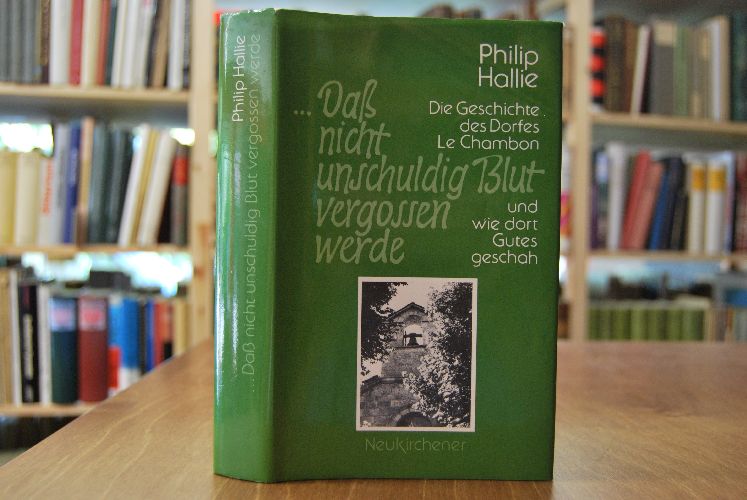 Philip Hallie
...Daß nicht unschuldig Blut vergossen werde
Philip
Hallie
...Daß
nicht
unschuldig Blut
vergossen
werde
Die Geschichte
des Dorfes
Le Chambon
und
wie dort
Gutes
geschah
Neukirchener